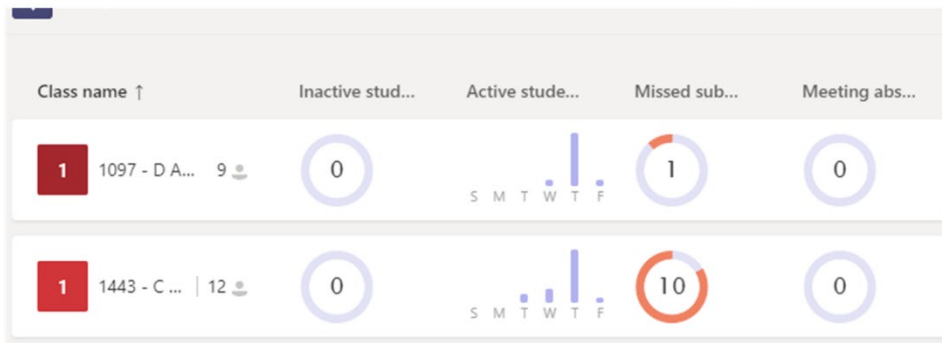 Class name ↑ Inactive stud... Active stude... Missed sub... Meeting abs...
1 1097 - D A... 9 0 1 0
S M T W T F
1 1443 - C ... 12 0 10 0
S M T W T F